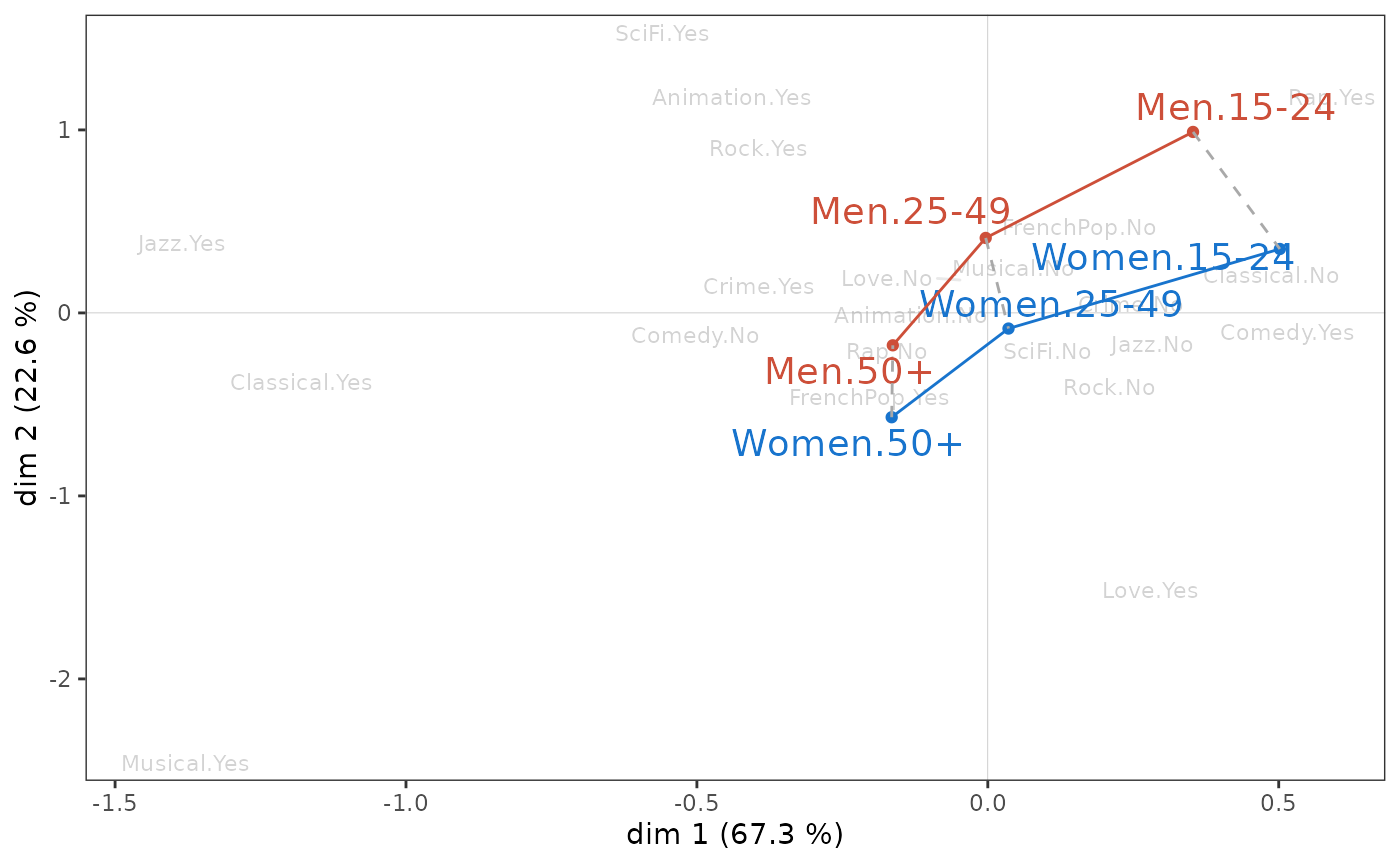 SciFi.Yes
Animation.Yes
Rap.Yes
Men.15-24
1
Rock.Yes
Men.25-49
FrenchPop.No
Jazz.Yes
Women.15-24
Musical.No
Love.No
Classical.No
Crime.Yes
Women.25-49
Crime.No
0
Animation.No
Comedy.No
Comedy.Yes
Rap.No
SciFi.No
Jazz.No
Men.50+
Classical.Yes
Rock.No
FrenchPop.Yes
Women.50+
-1
Love.Yes
-2
Musical.Yes
-1.5 -1.0 -0.5 0.0 0.5
dim 1 (67.3 %)
dim 2 (22.6 %)